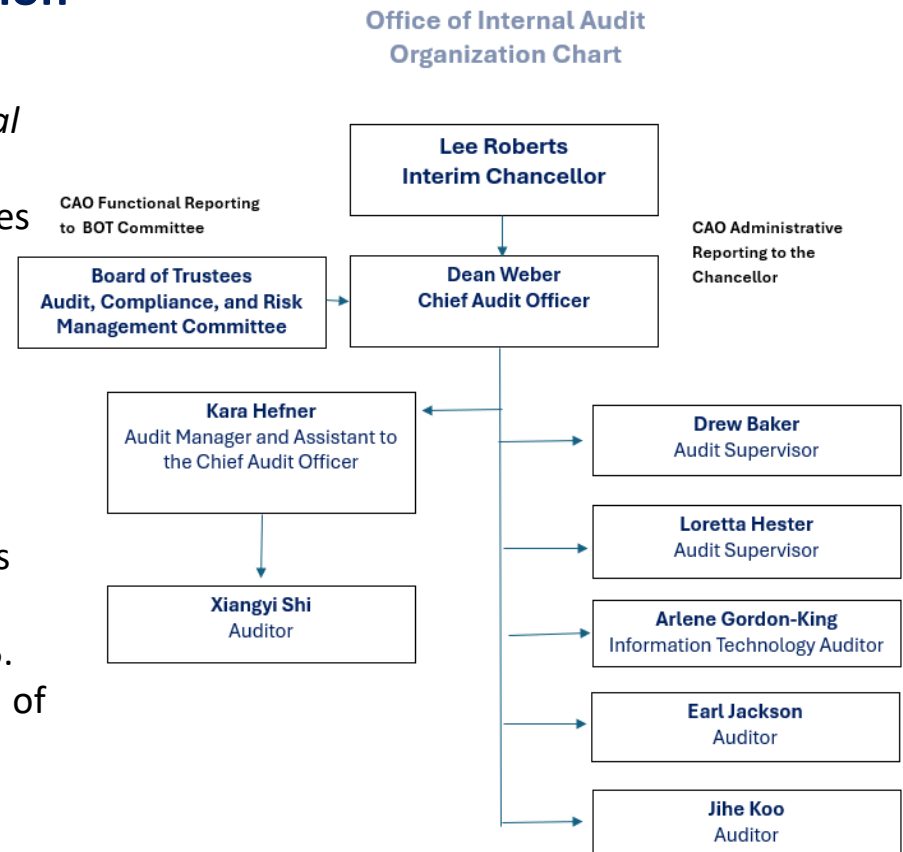 Office of Internal Audit
Organization Chart
al
es
s
.
of
Lee Roberts
Interim Chancellor
CAO Functional Reporting
to BOT Committee
CAO Administrative
Reporting to the
Chancellor
Board of Trustees
Audit, Compliance, and Risk
Management Committee
Dean Weber
Chief Audit Officer
Kara Hefner
Audit Manager and Assistant to
the Chief Audit Officer
Xiangyi Shi
Auditor
Drew Baker
Audit Supervisor
Loretta Hester
Audit Supervisor
Arlene Gordon-King
Information Technology Auditor
Earl Jackson
Auditor
Jihe Koo
Auditor